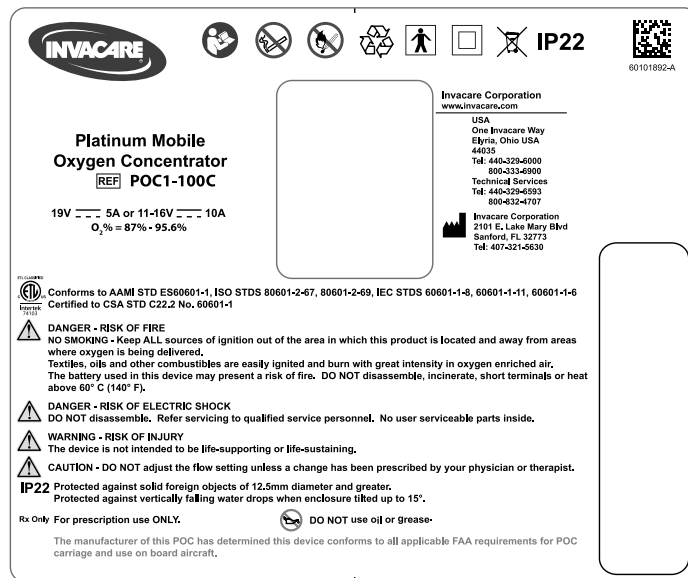 INVACARE
IP22
60101892-A
Invacare Corporation
www.invacare.com
USA
One Invacare Way
Elyria, Ohio USA
44035
Tel: 440-329-6000
800-333-6900
Technical Services
Tel: 440-329-6593
800-832-4707
Invacare Corporation
2101 E. Lake Mary Blvd
Sanford, FL 32773
Tel: 407-321-5630
Platinum Mobile
Oxygen Concentrator
REF POC1-100C
19V ⎓ 5A or 11-16V ⎓ 10A
O₂% = 87% - 95.6%
ETL CLASSIFIED
ETL
C US
Intertek
74103
Conforms to AAMI STD ES60601-1, ISO STDS 80601-2-67, 80601-2-69, IEC STDS 60601-1-8, 60601-1-11, 60601-1-6
Certified to CSA STD C22.2 No. 60601-1
DANGER - RISK OF FIRE
NO SMOKING - Keep ALL sources of ignition out of the area in which this product is located and away from areas
where oxygen is being delivered.
Textiles, oils and other combustibles are easily ignited and burn with great intensity in oxygen enriched air.
The battery used in this device may present a risk of fire. DO NOT disassemble, incinerate, short terminals or heat
above 60° C (140° F).
DANGER - RISK OF ELECTRIC SHOCK
DO NOT disassemble. Refer servicing to qualified service personnel. No user serviceable parts inside.
WARNING - RISK OF INJURY
The device is not intended to be life-supporting or life-sustaining.
CAUTION - DO NOT adjust the flow setting unless a change has been prescribed by your physician or therapist.
IP22 Protected against solid foreign objects of 12.5mm diameter and greater.
Protected against vertically falling water drops when enclosure tilted up to 15°.
Rx Only For prescription use ONLY. DO NOT use oil or grease.
The manufacturer of this POC has determined this device conforms to all applicable FAA requirements for POC
carriage and use on board aircraft.